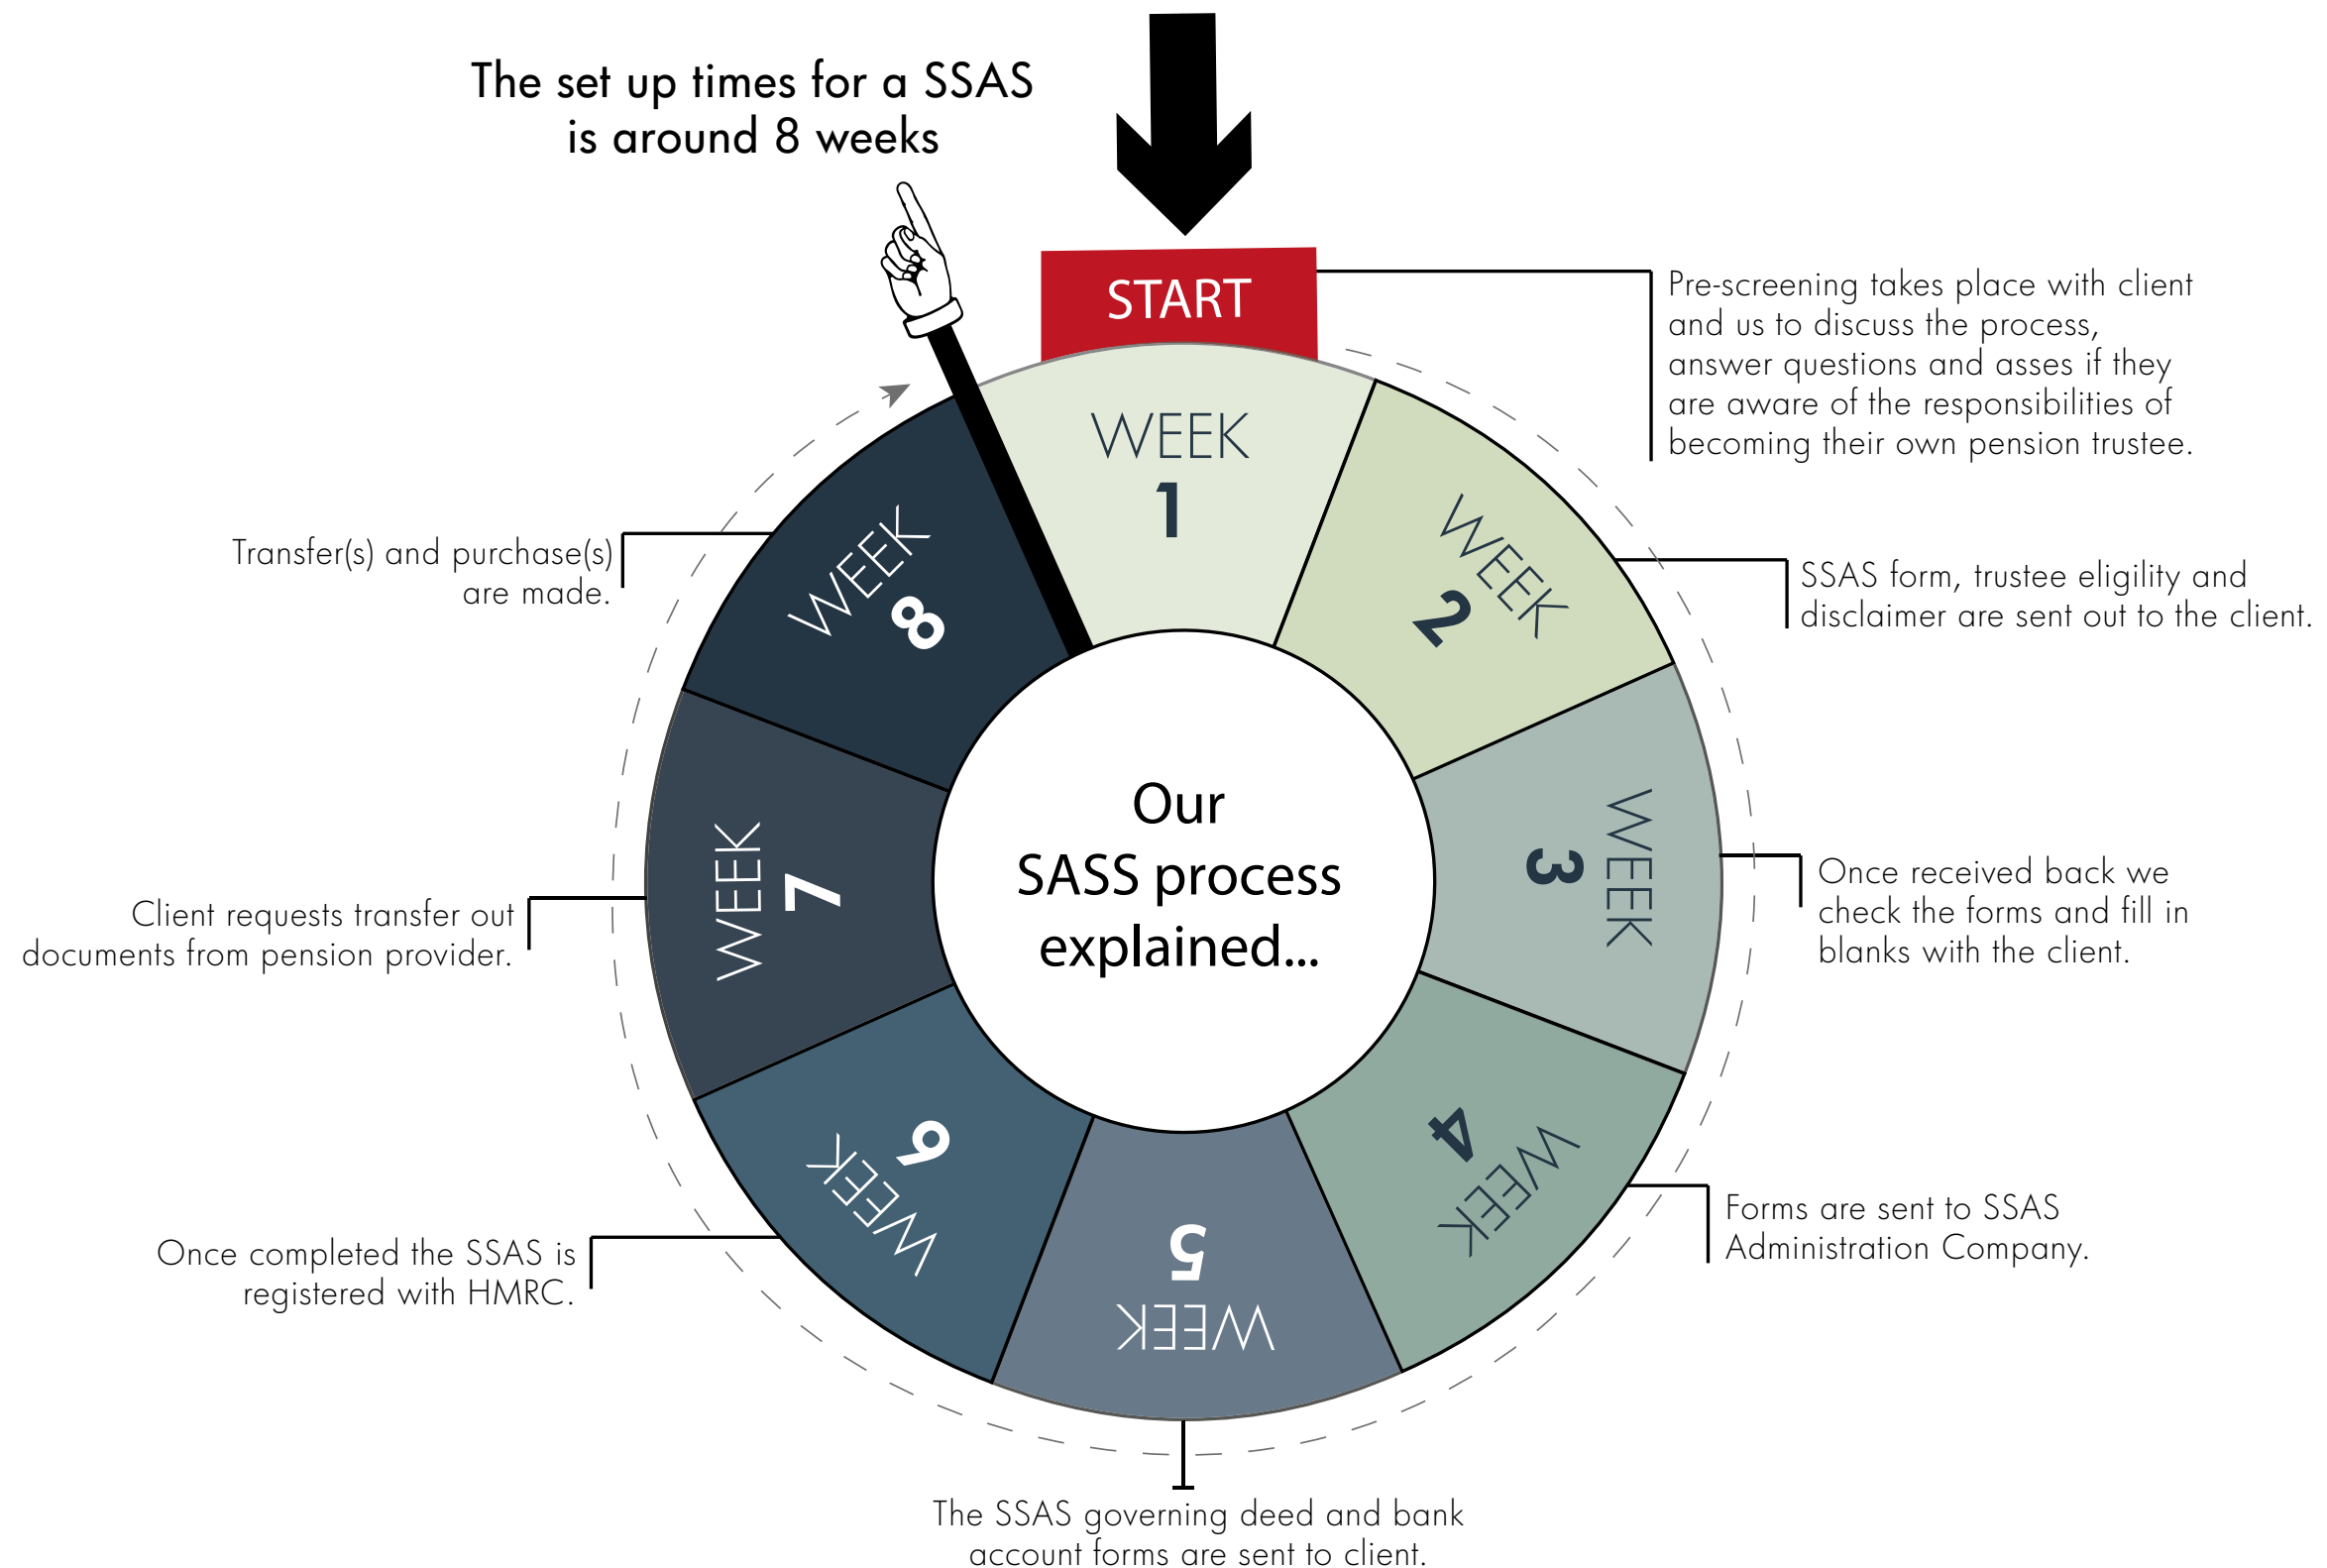 The set up times for a SSAS
is around 8 weeks
START
Pre-screening takes place with client
and us to discuss the process,
answer questions and asses if they
are aware of the responsibilities of
becoming their own pension trustee.
WEEK
1
WEEK
2
SSAS form, trustee eligility and
disclaimer are sent out to the client.
WEEK
3
Once received back we
check the forms and fill in
blanks with the client.
WEEK
4
Forms are sent to SSAS
Administration Company.
WEEK
5
The SSAS governing deed and bank
account forms are sent to client.
WEEK
6
Once completed the SSAS is
registered with HMRC.
WEEK
7
Client requests transfer out
documents from pension provider.
WEEK
8
Transfer(s) and purchase(s)
are made.
Our
SASS process
explained...